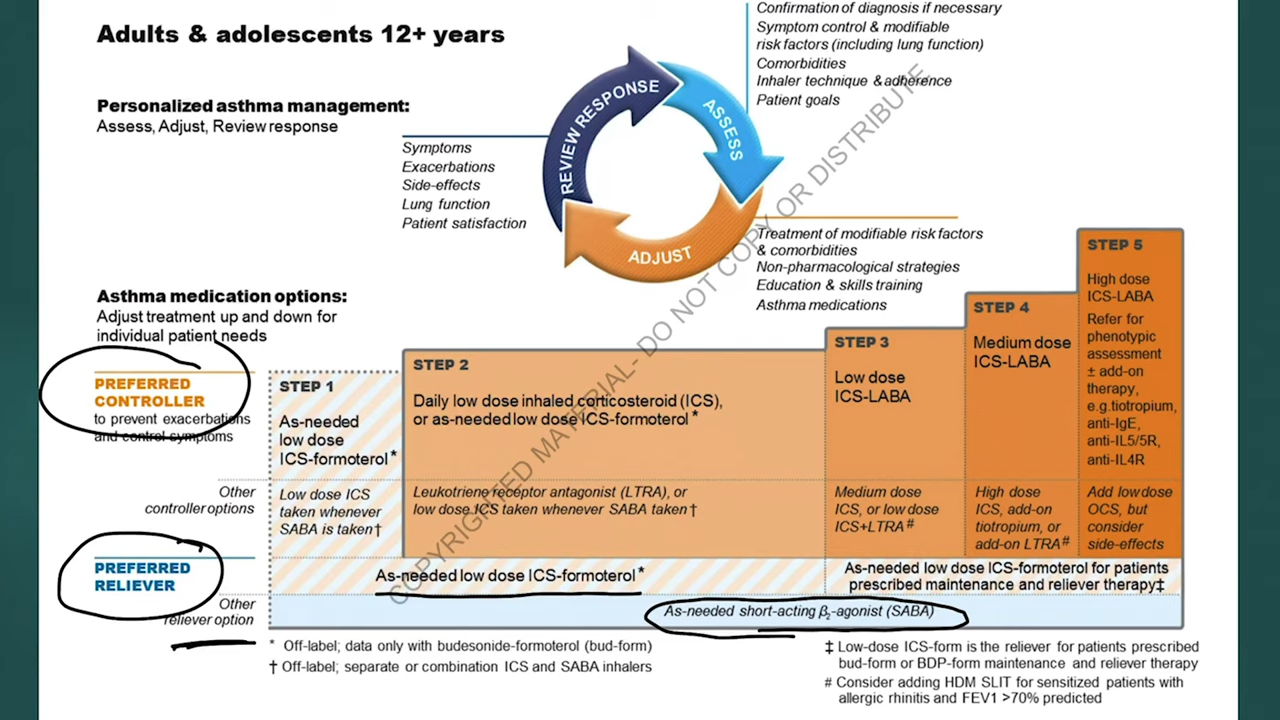 Adults & adolescents 12+ years
Confirmation of diagnosis if necessary
Symptom control & modifiable
risk factors (including lung function)
Comorbidities
Inhaler technique & adherence
Patient goals
Personalized asthma management:
Assess, Adjust, Review response
REVIEW RESPONSE
ASSESS
ADJUST
Symptoms
Exacerbations
Side-effects
Lung function
Patient satisfaction
Treatment of modifiable risk factors
& comorbidities
Non-pharmacological strategies
Education & skills training
Asthma medications
Asthma medication options:
Adjust treatment up and down for
individual patient needs
PREFERRED
CONTROLLER
to prevent exacerbations
and control symptoms
STEP 1
As-needed
low dose
ICS-formoterol *
STEP 2
Daily low dose inhaled corticosteroid (ICS),
or as-needed low dose ICS-formoterol *
STEP 3
Low dose
ICS-LABA
STEP 4
Medium dose
ICS-LABA
STEP 5
High dose
ICS-LABA
Refer for
phenotypic
assessment
± add-on
therapy,
e.g.tiotropium,
anti-IgE,
anti-IL5/5R,
anti-IL4R
Other
controller options
Low dose ICS
taken whenever
SABA is taken †
Leukotriene receptor antagonist (LTRA), or
low dose ICS taken whenever SABA taken †
Medium dose
ICS, or low dose
ICS+LTRA #
High dose
ICS, add-on
tiotropium, or
add-on LTRA #
Add low dose
OCS, but
consider
side-effects
PREFERRED
RELIEVER
As-needed low dose ICS-formoterol *
As-needed low dose ICS-formoterol for patients
prescribed maintenance and reliever therapy‡
Other
reliever option
As-needed short-acting β2-agonist (SABA)
* Off-label; data only with budesonide-formoterol (bud-form)
† Off-label; separate or combination ICS and SABA inhalers
‡ Low-dose ICS-form is the reliever for patients prescribed
bud-form or BDP-form maintenance and reliever therapy
# Consider adding HDM SLIT for sensitized patients with
allergic rhinitis and FEV1 >70% predicted
COPYRIGHTED MATERIAL- DO NOT COPY OR DISTRIBUTE